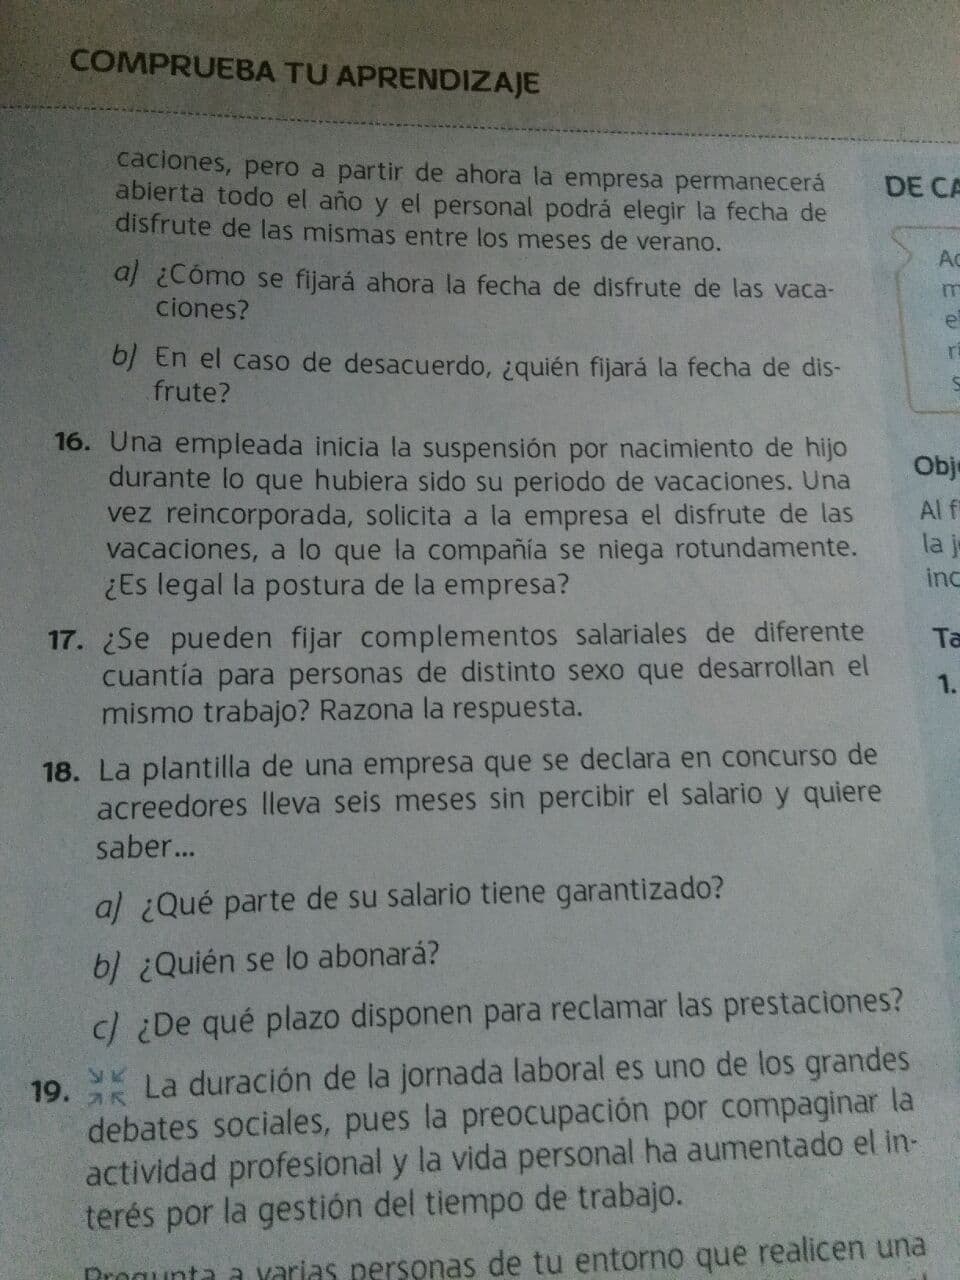 COMPRUEBA TU APRENDIZAJE
caciones, pero a partir de ahora la empresa permanecerá
abierta todo el año y el personal podrá elegir la fecha de
disfrute de las mismas entre los meses de verano.
a) ¿Cómo se fijará ahora la fecha de disfrute de las vaca-
ciones?
b) En el caso de desacuerdo, ¿quién fijará la fecha de dis-
frute?
16. Una empleada inicia la suspensión por nacimiento de hijo
durante lo que hubiera sido su periodo de vacaciones. Una
vez reincorporada, solicita a la empresa el disfrute de las
vacaciones, a lo que la compañía se niega rotundamente.
¿Es legal la postura de la empresa?
17. ¿Se pueden fijar complementos salariales de diferente
cuantía para personas de distinto sexo que desarrollan el
mismo trabajo? Razona la respuesta.
18. La plantilla de una empresa que se declara en concurso de
acreedores lleva seis meses sin percibir el salario y quiere
saber...
a) ¿Qué parte de su salario tiene garantizado?
b) ¿Quién se lo abonará?
c) ¿De qué plazo disponen para reclamar las prestaciones?
19. La duración de la jornada laboral es uno de los grandes
debates sociales, pues la preocupación por compaginar la
actividad profesional y la vida personal ha aumentado el in-
terés por la gestión del tiempo de trabajo.
Pregunta a varias personas de tu entorno que realicen una
DE CA
Obj
Al f
la j
inc
Ta
1.